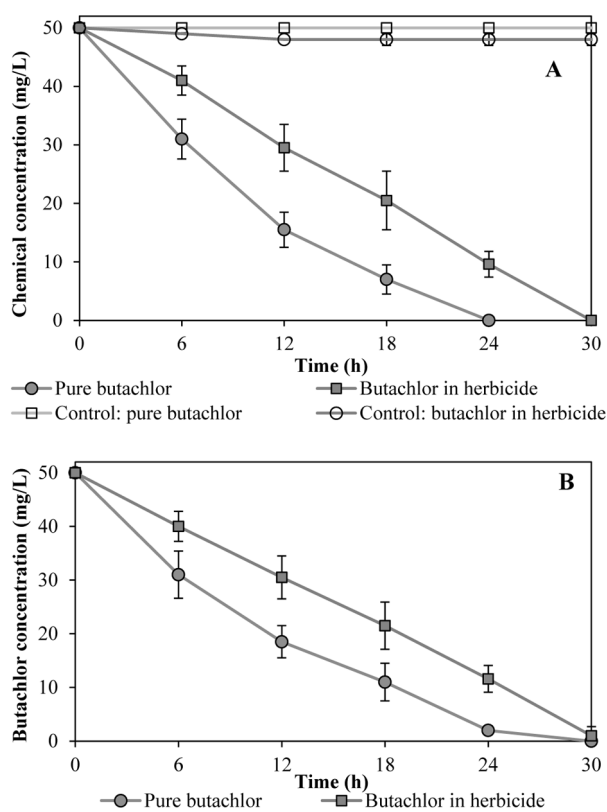 50
40
30
20
10
0
Chemical concentration (mg/L)
A
0 6 12 18 24 30
Time (h)
Pure butachlor Butachlor in herbicide
Control: pure butachlor Control: butachlor in herbicide
50
40
30
20
10
0
Butachlor concentration (mg/L)
B
0 6 12 18 24 30
Time (h)
Pure butachlor Butachlor in herbicide